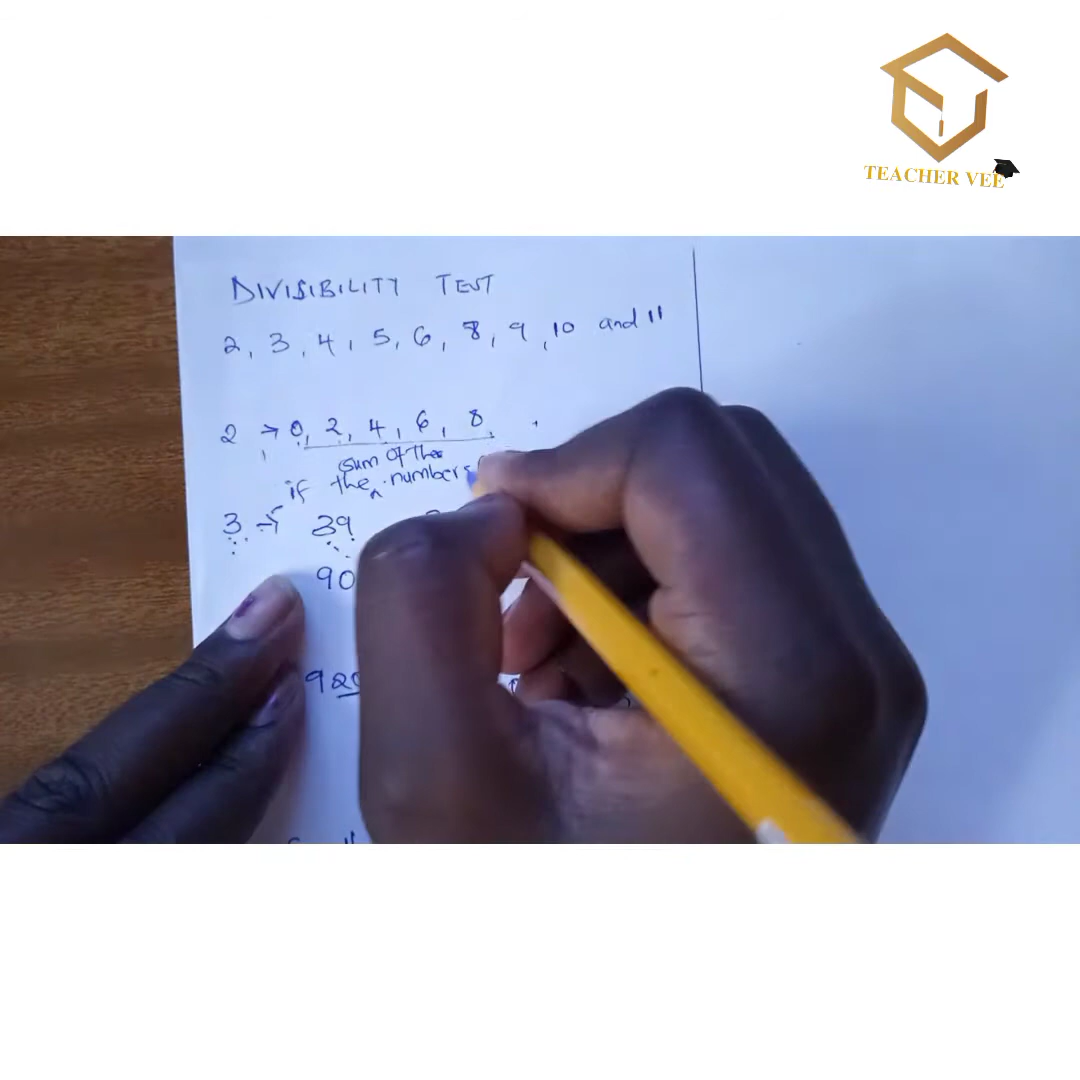 TEACHER VEE
DIVISIBILITY TEST
2, 3, 4, 5, 6, 8, 9, 10 and 11
2 → 0, 2, 4, 6, 8
sum of the
if the ^ numbers
3 → 39
90
92